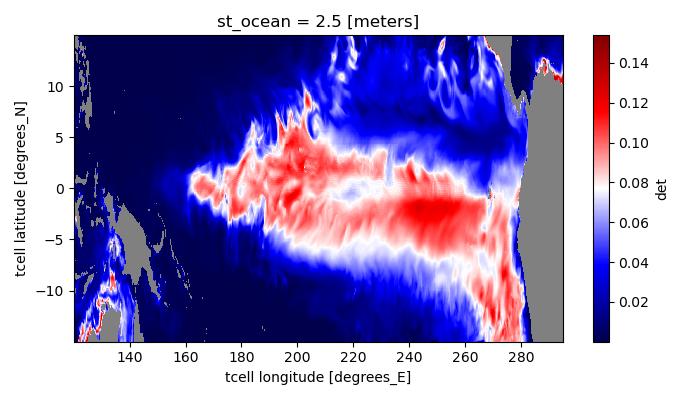 st_ocean = 2.5 [meters]
tcell latitude [degrees_N]
10
5
0
−5
−10
140 160 180 200 220 240 260 280
tcell longitude [degrees_E]
0.14
0.12
0.10
0.08
0.06
0.04
0.02
det